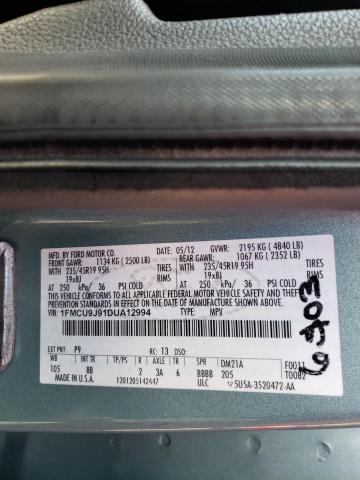 MFD. BY FORD MOTOR CO.
DATE: 05/12 GVWR: 2195 KG ( 4840 LB)
FRONT GAWR: 1134 KG ( 2500 LB) REAR GAWR: 1067 KG ( 2352 LB)
WITH 235/45R19 95H TIRES WITH 235/45R19 95H TIRES
19x8J RIMS 19x8J RIMS
AT 250 kPa/ 36 PSI COLD AT 250 kPa/ 36 PSI COLD
THIS VEHICLE CONFORMS TO ALL APPLICABLE FEDERAL MOTOR VEHICLE
SAFETY, BUMPER, AND THEFT PREVENTION STANDARDS IN EFFECT ON THE
DATE OF MANUFACTURE SHOWN ABOVE.
VIN: 1FMCU9J91DUA12994
TYPE: MPV
EXT PNT: P9 RC: 13 DSO:
F0011
T0082
WB INT TR TP/PS R AXLE TR SPR DM21A
105 BB 2 3A 6 BBBB 205
MADE IN U.S.A. 1201205142447 ULC 5U5A-3520472-AA
6703